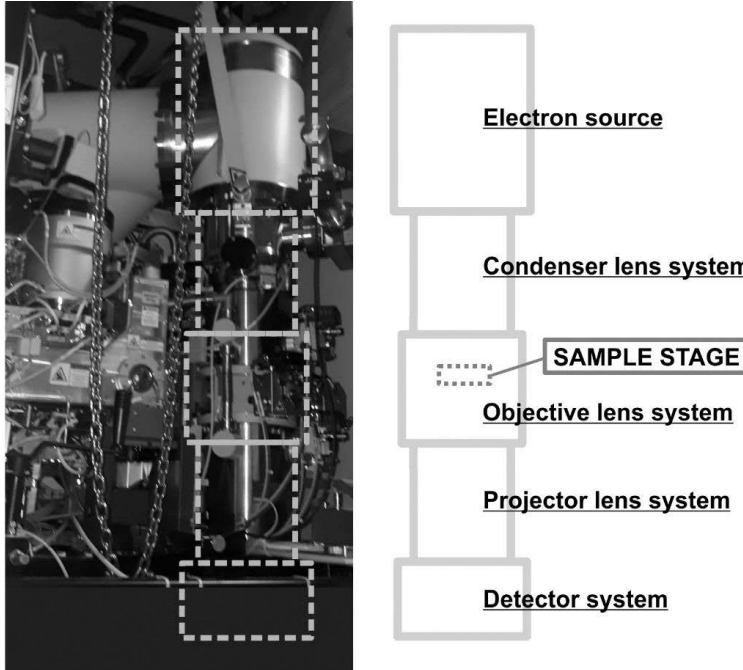 Electron source
Condenser lens system
SAMPLE STAGE
Objective lens system
Projector lens system
Detector system